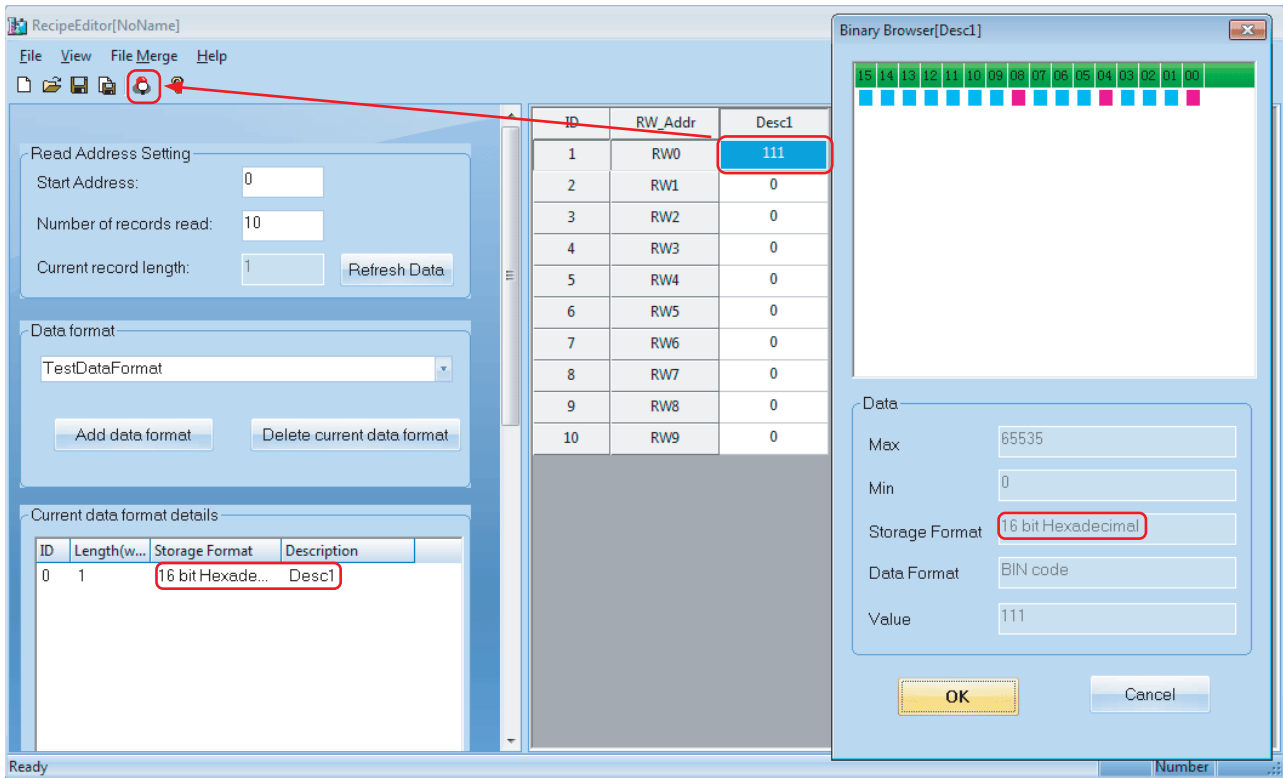 RecipeEditor[NoName]
File View File Merge Help
Read Address Setting
Start Address: 0
Number of records read: 10
Current record length: 1 Refresh Data
Data format
TestDataFormat
Add data format Delete current data format
Current data format details
ID Length(w... Storage Format Description
0 1 16 bit Hexade... Desc1
ID RW_Addr Desc1
1 RW0 111
2 RW1 0
3 RW2 0
4 RW3 0
5 RW4 0
6 RW5 0
7 RW6 0
8 RW7 0
9 RW8 0
10 RW9 0
Binary Browser[Desc1]
15 14 13 12 11 10 09 08 07 06 05 04 03 02 01 00
Data
Max 65535
Min 0
Storage Format 16 bit Hexadecimal
Data Format BIN code
Value 111
OK Cancel
Ready Number